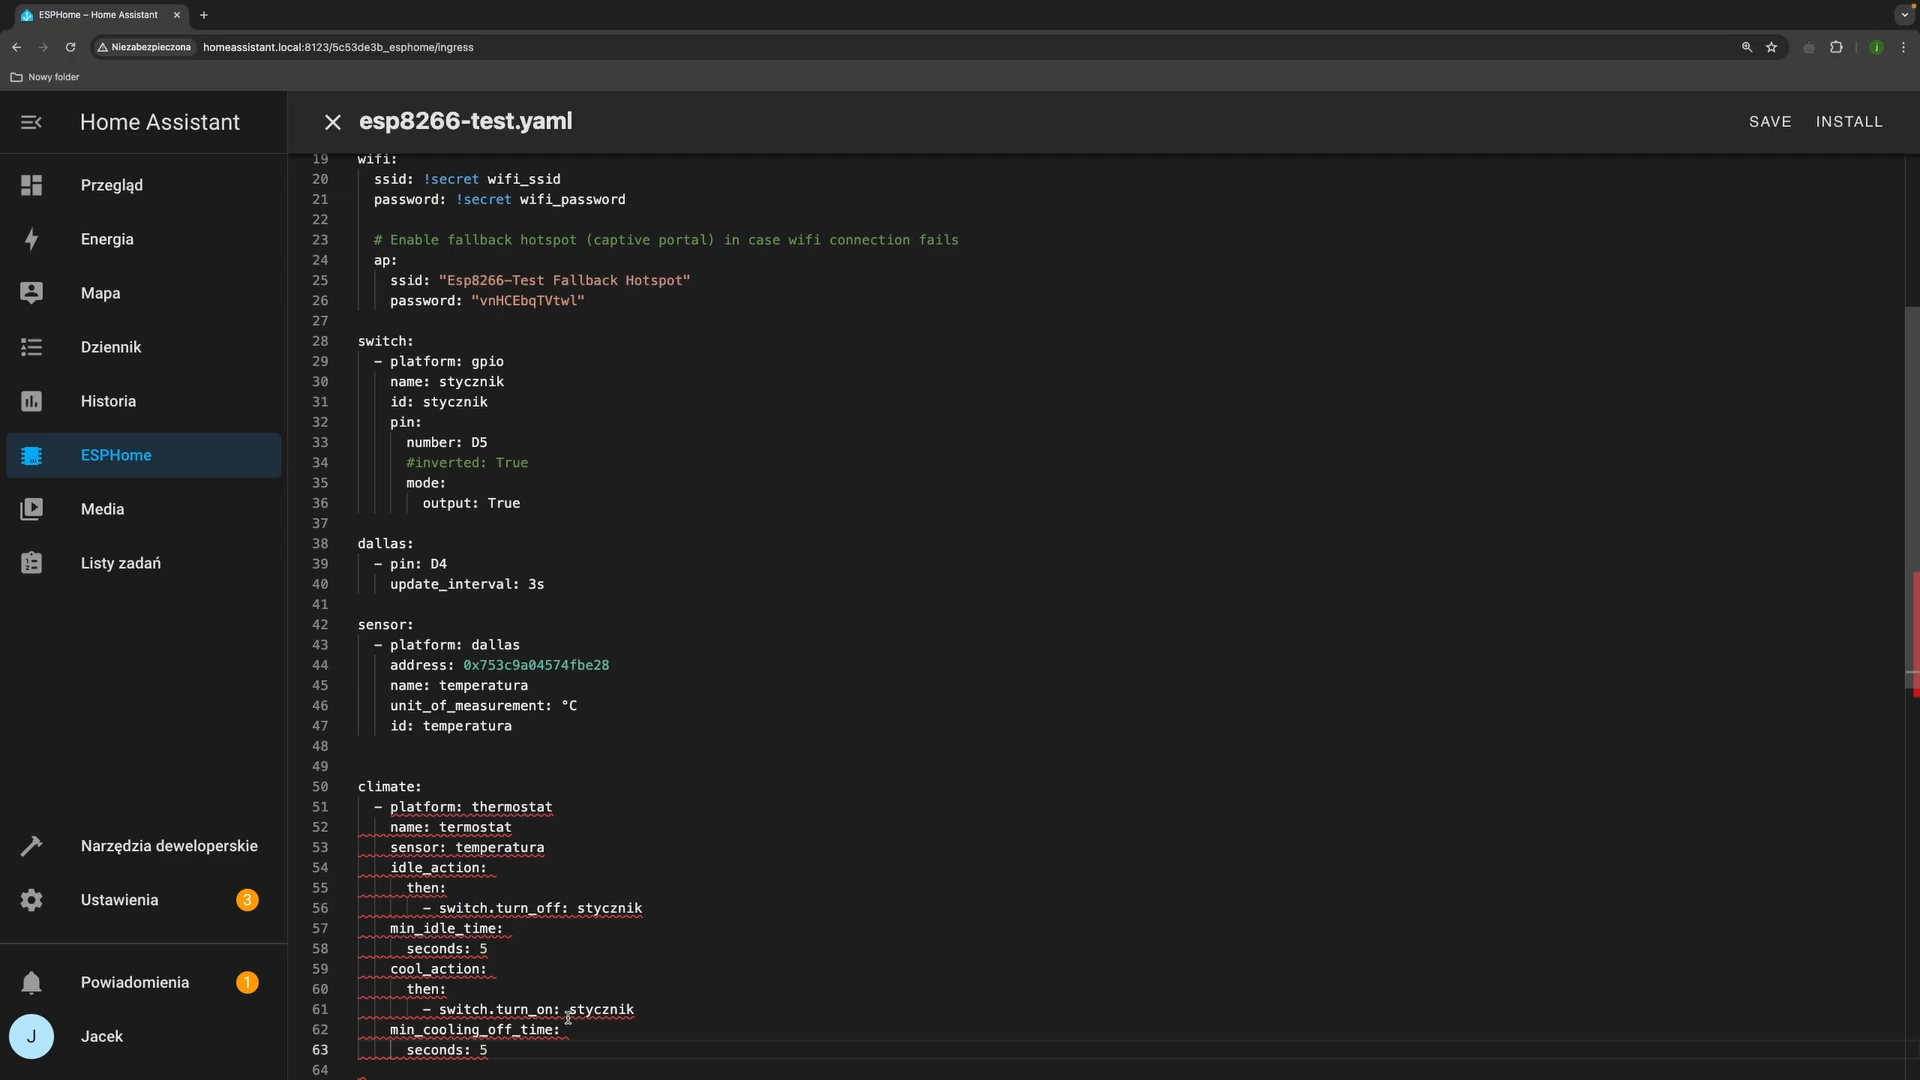 ESPHome – Home Assistant
Niezabezpieczona
homeassistant.local:8123/5c53de3b_esphome/ingress
j
Nowy folder
Home Assistant
esp8266-test.yaml
SAVE
INSTALL
Przegląd
Energia
Mapa
Dziennik
Historia
ESPHome
Media
Listy zadań
Narzędzia deweloperskie
Ustawienia 3
Powiadomienia 1
J Jacek
19 wifi:
20 ssid: !secret wifi_ssid
21 password: !secret wifi_password
22
23 # Enable fallback hotspot (captive portal) in case wifi connection fails
24 ap:
25 ssid: "Esp8266-Test Fallback Hotspot"
26 password: "vnHCEbqTVtwl"
27
28 switch:
29 - platform: gpio
30 name: stycznik
31 id: stycznik
32 pin:
33 number: D5
34 #inverted: True
35 mode:
36 output: True
37
38 dallas:
39 - pin: D4
40 update_interval: 3s
41
42 sensor:
43 - platform: dallas
44 address: 0x753c9a04574fbe28
45 name: temperatura
46 unit_of_measurement: °C
47 id: temperatura
48
49
50 climate:
51 - platform: thermostat
52 name: termostat
53 sensor: temperatura
54 idle_action:
55 then:
56 - switch.turn_off: stycznik
57 min_idle_time:
58 seconds: 5
59 cool_action:
60 then:
61 - switch.turn_on: stycznik
62 min_cooling_off_time:
63 seconds: 5
64